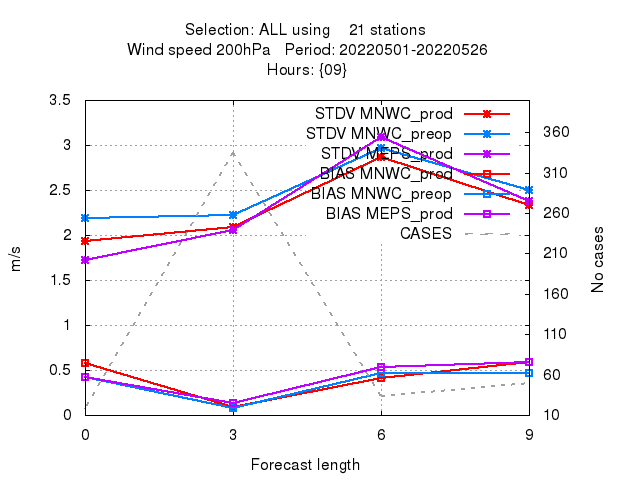 Selection: ALL using 21 stations
Wind speed 200hPa Period: 20220501-20220526
Hours: {09}
3.5
3
2.5
2
1.5
1
0.5
0
m/s
STDV MNWC_prod
STDV MNWC_preop
STDV MEPS_prod
BIAS MNWC_prod
BIAS MNWC_preop
BIAS MEPS_prod
CASES
360
310
260
210
160
110
60
10
No cases
0 3 6 9
Forecast length